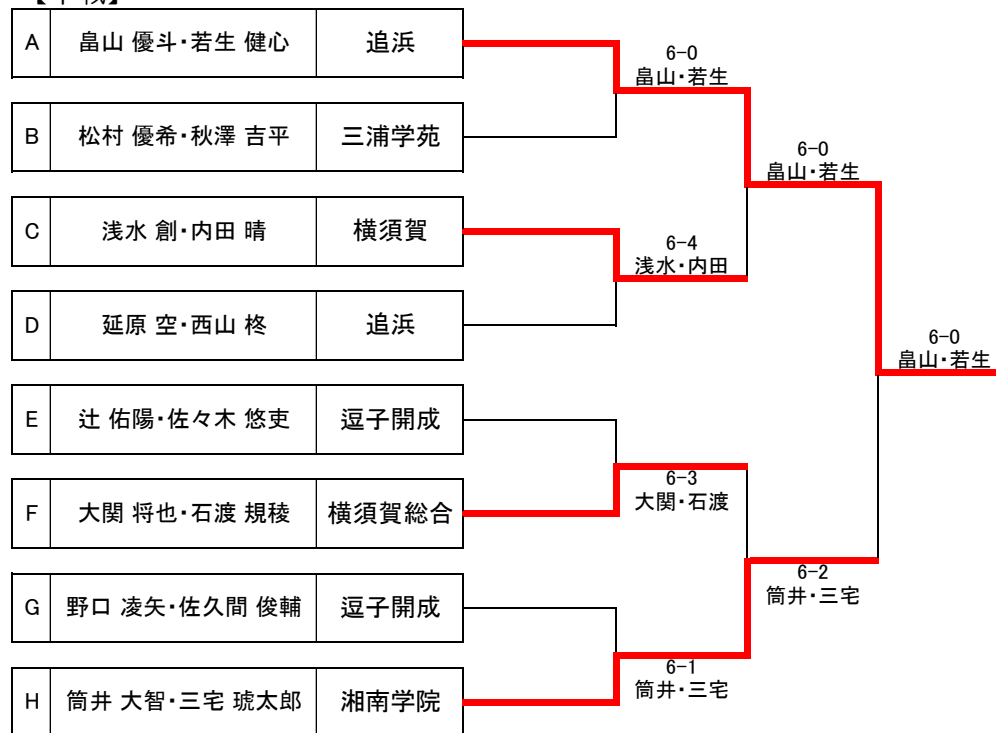 A 畠山 優斗・若生 健心 追浜
6-0
畠山・若生
B 松村 優希・秋澤 吉平 三浦学苑
6-0
畠山・若生
C 浅水 創・内田 晴 横須賀
6-4
浅水・内田
D 延原 空・西山 柊 追浜
6-0
畠山・若生
E 辻 佑陽・佐々木 悠吏 逗子開成
6-3
大関・石渡
F 大関 将也・石渡 規稜 横須賀総合
6-2
筒井・三宅
G 野口 凌矢・佐久間 俊輔 逗子開成
6-1
筒井・三宅
H 筒井 大智・三宅 琥太郎 湘南学院